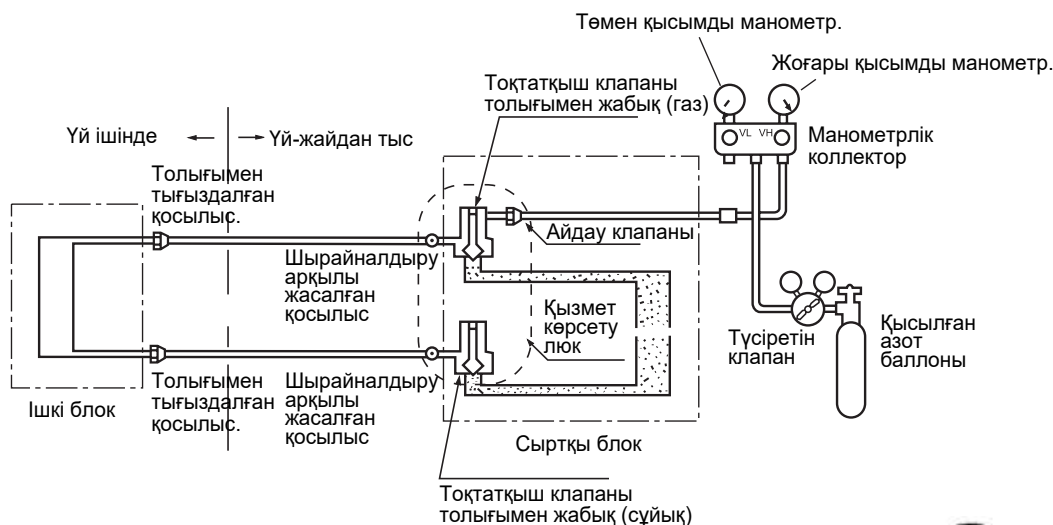 Төмен қысымды манометр.
Жоғары қысымды манометр.
Тоқтатқыш клапаны
толығымен жабық (газ)
VL VH
Манометрлік
коллектор
Үй ішінде
Үй-жайдан тыс
Толығымен
тығыздалған
қосылыс.
Айдау клапаны
Шырайналдыру
арқылы
жасалған
қосылыс
Қызмет
көрсету
люк
Түсіретін
клапан
Қысылған
азот
баллоны
Ішкі блок
Толығымен
тығыздалған
қосылыс.
Шырайналдыру
арқылы
жасалған
қосылыс
Сыртқы блок
Тоқтатқыш клапаны
толығымен жабық (сұйық)